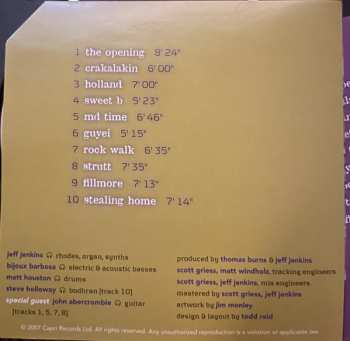 1 the opening 8'24"
2 crakalakin 6'00"
3 holland 7'00"
4 sweet b 5'23"
5 md time 6'46"
6 guyei 5'15"
7 rock walk 6'35"
8 strutt 7'35"
9 fillmore 7'13"
10 stealing home 7'14"
jeff jenkins rhodes, organ, synths
bijoux barbosa electric & acoustic basses
matt houston drums
steve holloway bodhran [track 10]
special guest john abercrombie guitar
[tracks 1, 5, 7, 8]
produced by thomas burns & jeff jenkins
scott griess, matt windholz, tracking engineers
scott griess, jeff jenkins, mix engineers
mastered by scott griess, jeff jenkins
artwork by jim manley
design & layout by todd reid
© 2007 Capri Records Ltd. All rights reserved. Any unauthorized reproduction is a violation of applicable law.